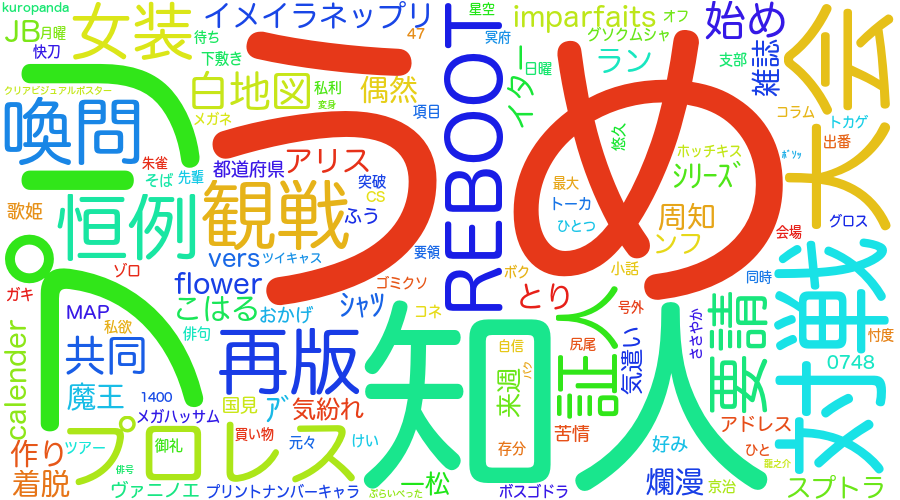 kuropanda
JB
月曜
女装
待ち
イメイラネップリ
47
REBOOT
星空
冥府
imparfaits
オフ
グソクムシャ
始め
大会
快刀
下敷き
クリアビジュアルポスター
白地図
私利
変身
偶然
イター
日曜
ラン
支部
雑誌
コラム
トカゲ
出番
喚問
メガネ
うめ
項目
悠久
ホッチキス
ボソッ
朱雀
そば
先輩
都道府県
アリス
突破
CS
最大
シリーズ
歌姫
恒例
観戦
ふう
トーカ
ひとつ
周知
グロス
会場
vers
ツイキャス
要領
ンフ
対戦
ガキ
ゾロ
flower
ゴミクソ
ボク
小話
同時
とり
号外
MAP
私欲
こはる
おかげ
シャツ
コネ
俳句
calender
共同
再版
知人
自信
尻尾
証人
気遣い
ささやか
要請
忖度
0748
魔王
1400
来週
バク
メガハッサム
国見
ア
気紛れ
アドレス
苦情
プロレス
作り
ツアー
御礼
買い物
元々
けい
存分
好み
ひと
着脱
俳号
ヴァニノエ
プリントナンバーキャラ
ぶらいべった
一松
ボスゴドラ
爛漫
京治
龍之介
スプトラ